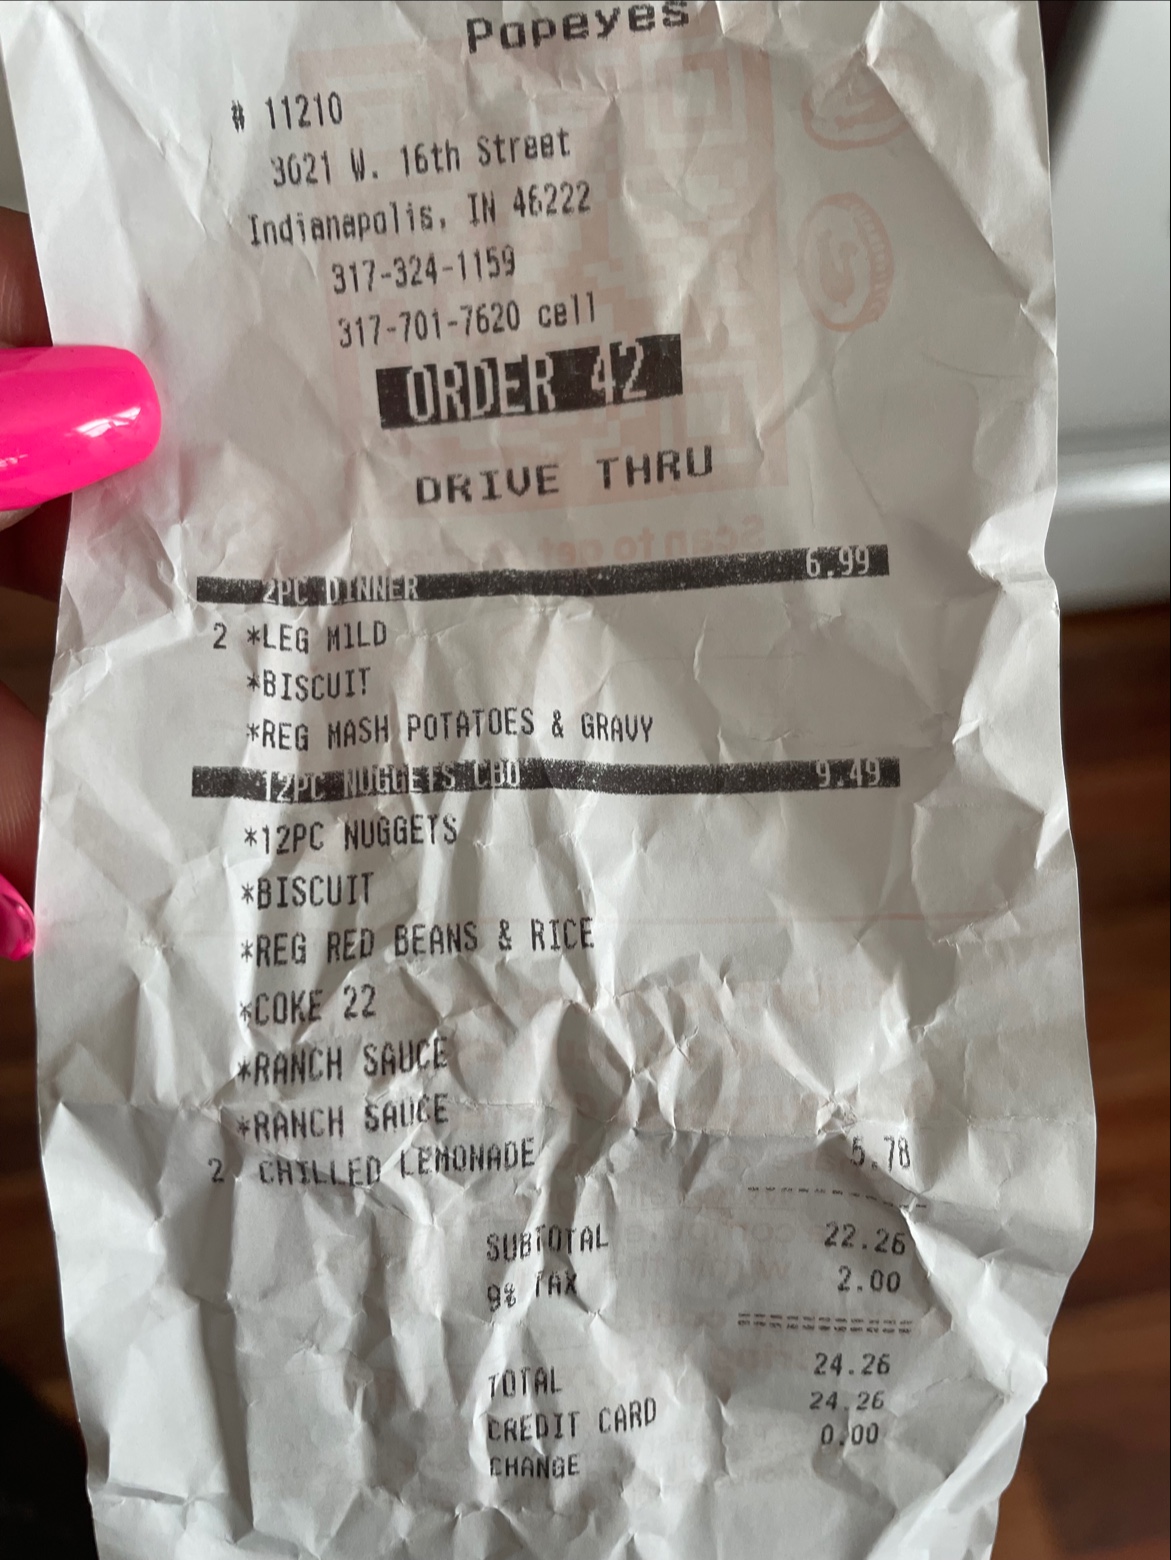 Popeyes
# 11210
3021 W. 16th Street
Indianapolis, IN 46222
317-324-1159
317-701-7620 cell
ORDER 42
DRIVE THRU
2PC DINNER 6.99
2 *LEG MILD
*BISCUIT
*REG MASH POTATOES & GRAVY
12PC NUGGETS CBO 9.49
*12PC NUGGETS
*BISCUIT
*REG RED BEANS & RICE
*COKE 22
*RANCH SAUCE
*RANCH SAUCE
2 CHILLED LEMONADE 5.78
SUBTOTAL 22.26
9% TAX 2.00
TOTAL 24.26
CREDIT CARD 24.26
CHANGE 0.00
Scan to get